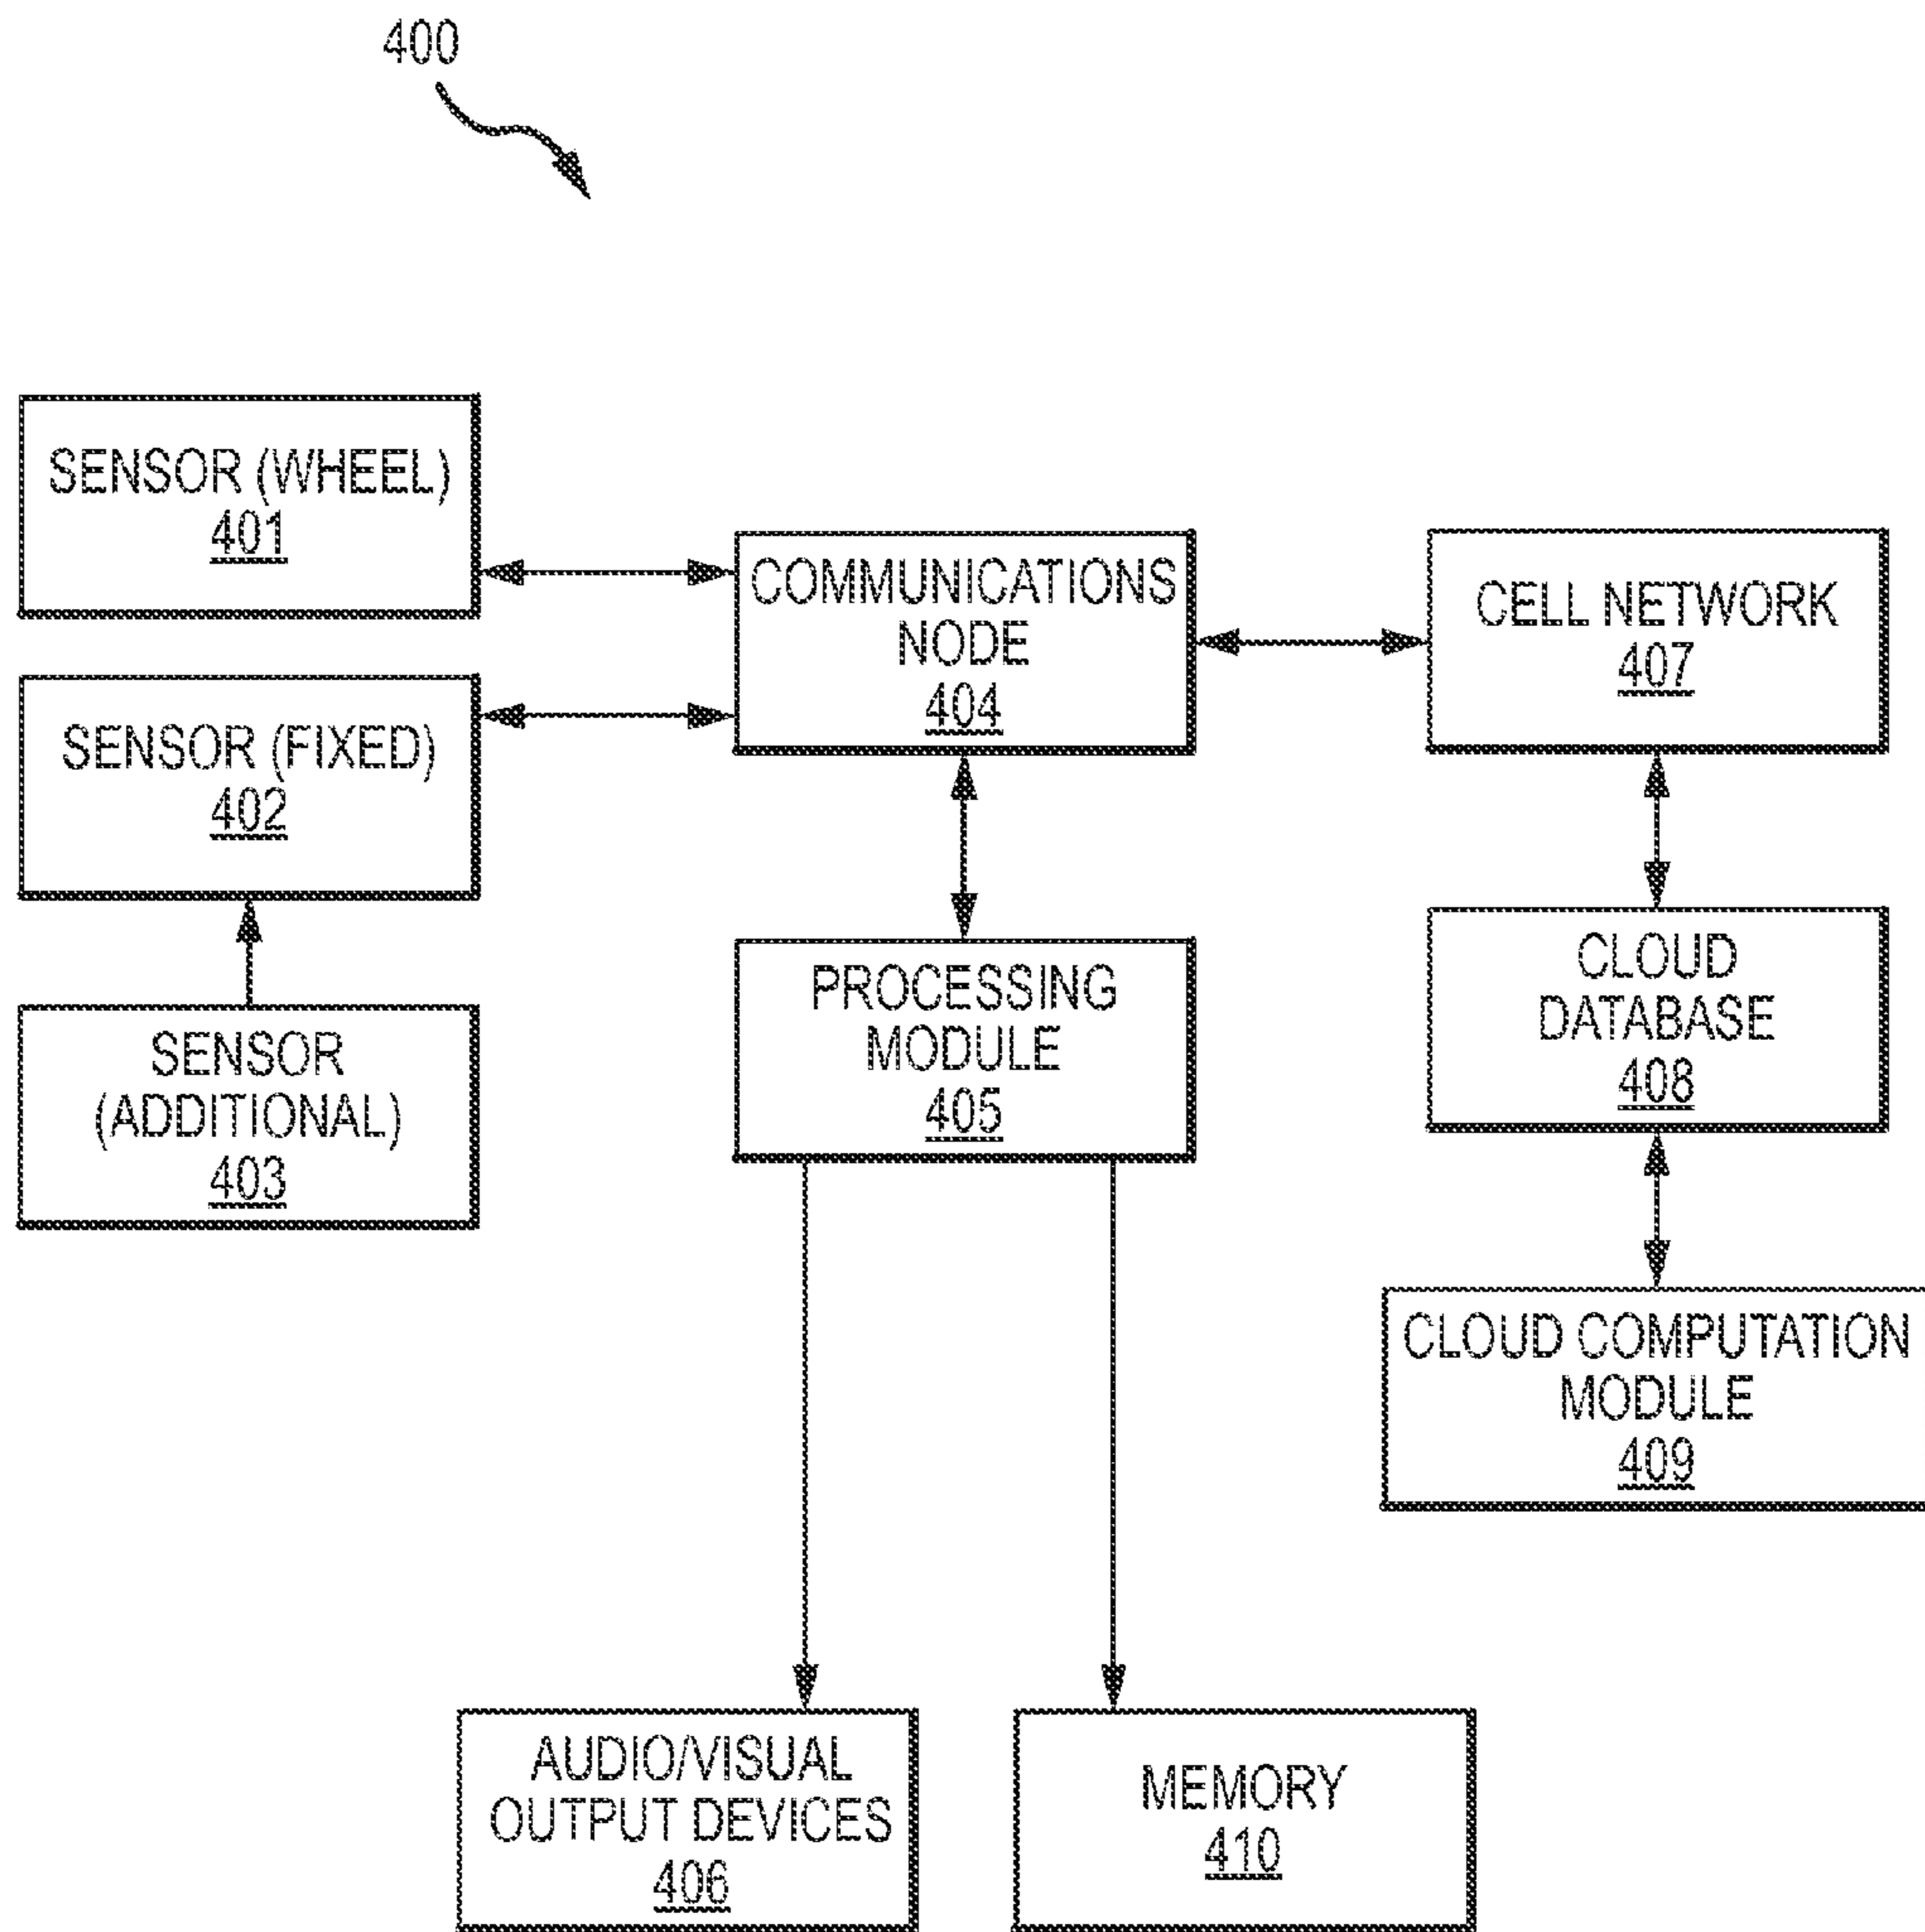 400
SENSOR (WHEEL)
401
SENSOR (FIXED)
402
SENSOR
(ADDITIONAL)
403
COMMUNICATIONS
NODE
404
PROCESSING
MODULE
405
CELL NETWORK
407
CLOUD
DATABASE
408
CLOUD COMPUTATION
MODULE
409
AUDIO/VISUAL
OUTPUT DEVICES
406
MEMORY
410